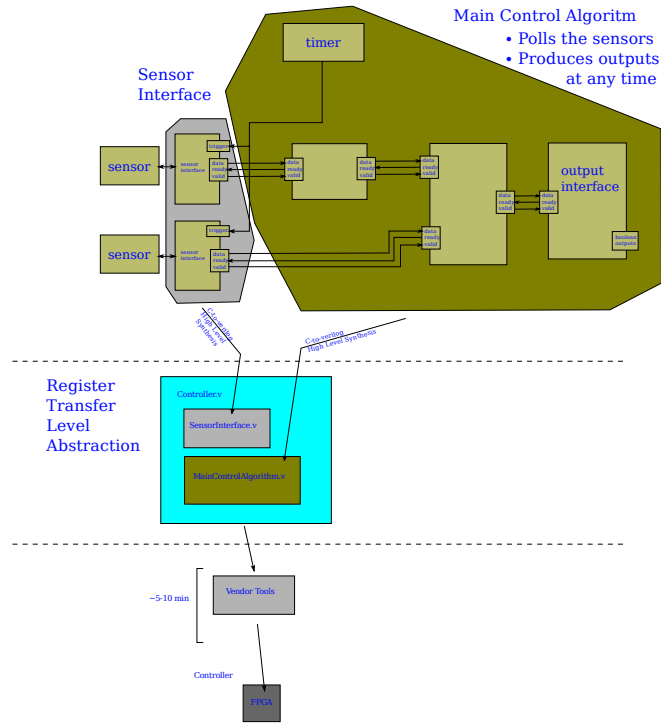 Main Control Algoritm
• Polls the sensors
• Produces outputs
at any time
timer
Sensor
Interface
sensor
sensor
interface
trigger
data
ready
valid
data
ready
valid
data
ready
valid
data
ready
valid
data
ready
valid
data
ready
valid
output
interface
boolean
outputs
sensor
sensor
interface
trigger
data
ready
valid
data
ready
valid
C-to-verilog
High Level
Synthesis
C-to-verilog
High Level Synthesis
Register
Transfer
Level
Abstraction
Controller.v
SensorInterface.v
MainControlAlgorithm.v
~5-10 min
Vendor Tools
Controller
FPGA